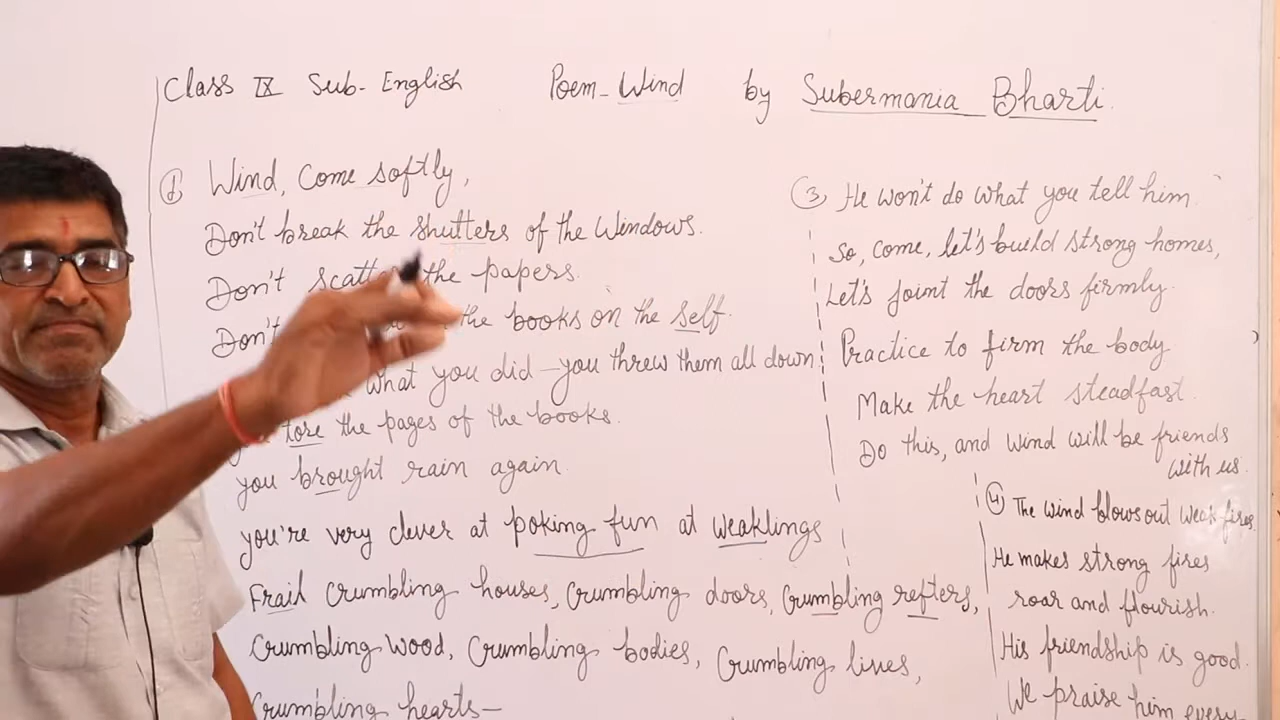 Class IX Sub- English Poem- Wind by Subermania Bharti.
① Wind, Come softly,
Don't break the shutters of the Windows.
Don't scatter the papers.
Don't the books on the self.
what you did - you threw them all down
tore the pages of the books.
you brought rain again.
you're very clever at poking fun at weaklings
Frail crumbling houses, crumbling doors, crumbling refters,
Crumbling wood, Crumbling bodies, Crumbling lives,
Crumbling hearts-
③ He won't do what you tell him
So, come, let's build strong homes,
Let's joint the doors firmly.
Practice to firm the body
Make the heart steadfast.
Do this, and wind will be friends
with us.
④ The wind blows out weak fires.
He makes strong fires
roar and flourish.
His friendship is good.
We praise him every-